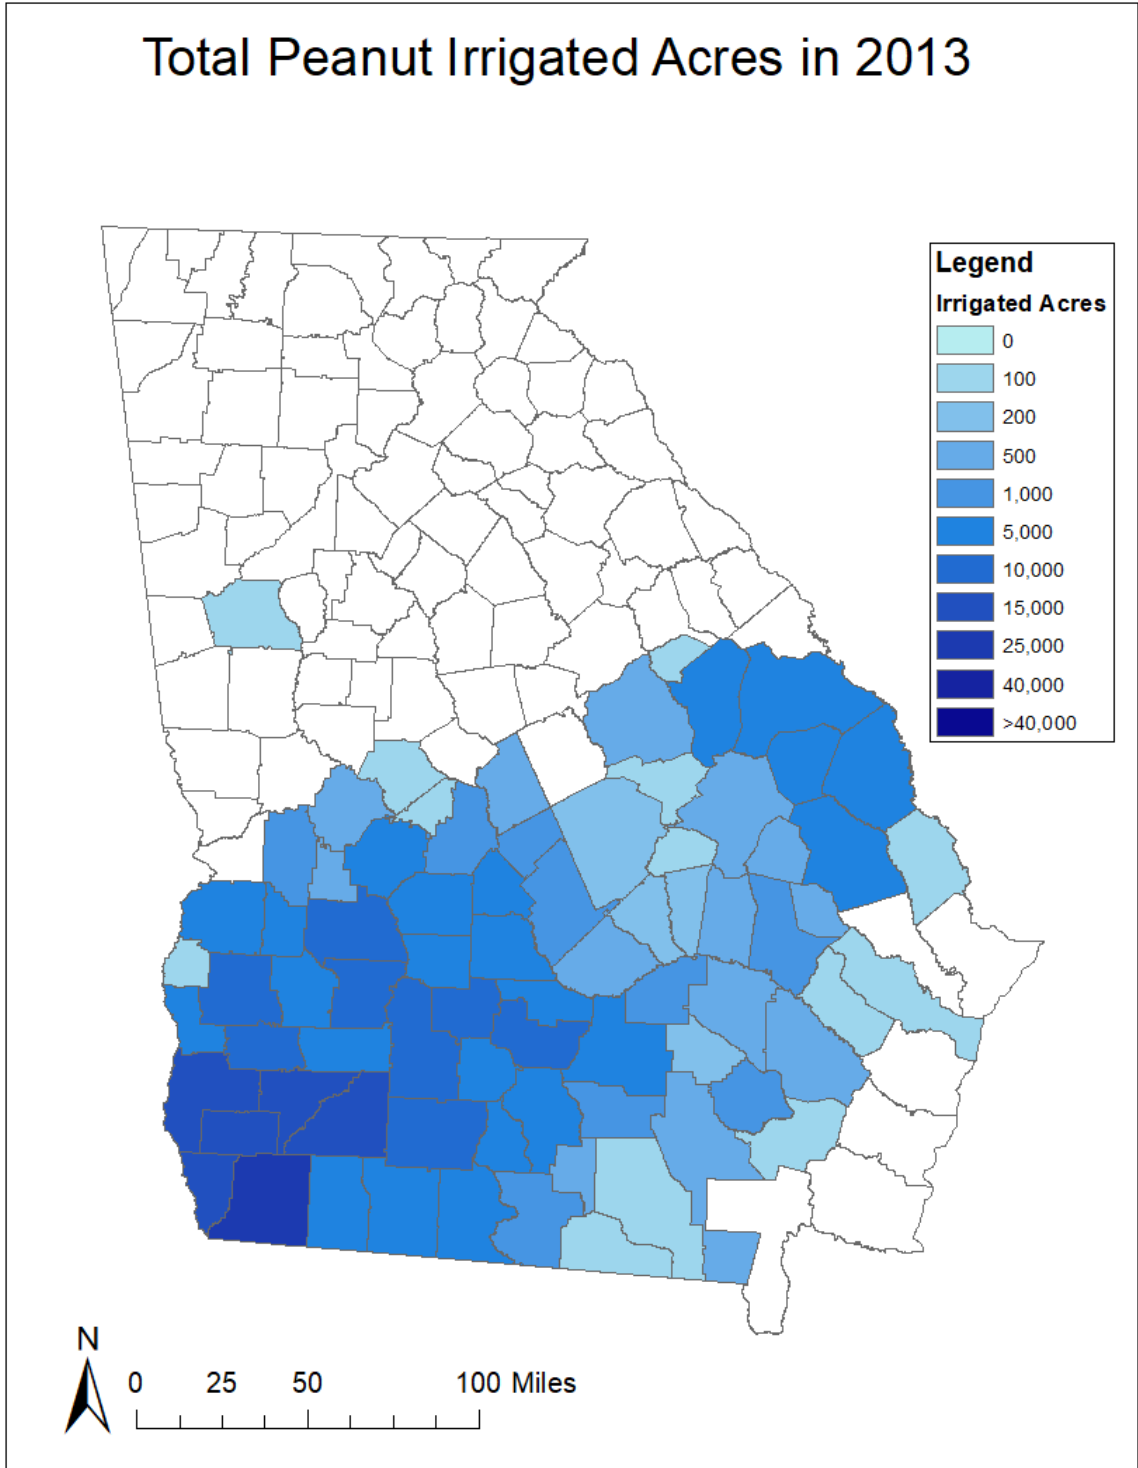 Total Peanut Irrigated Acres in 2013
Legend
Irrigated Acres
0
100
200
500
1,000
5,000
10,000
15,000
25,000
40,000
>40,000
N
0 25 50 100 Miles